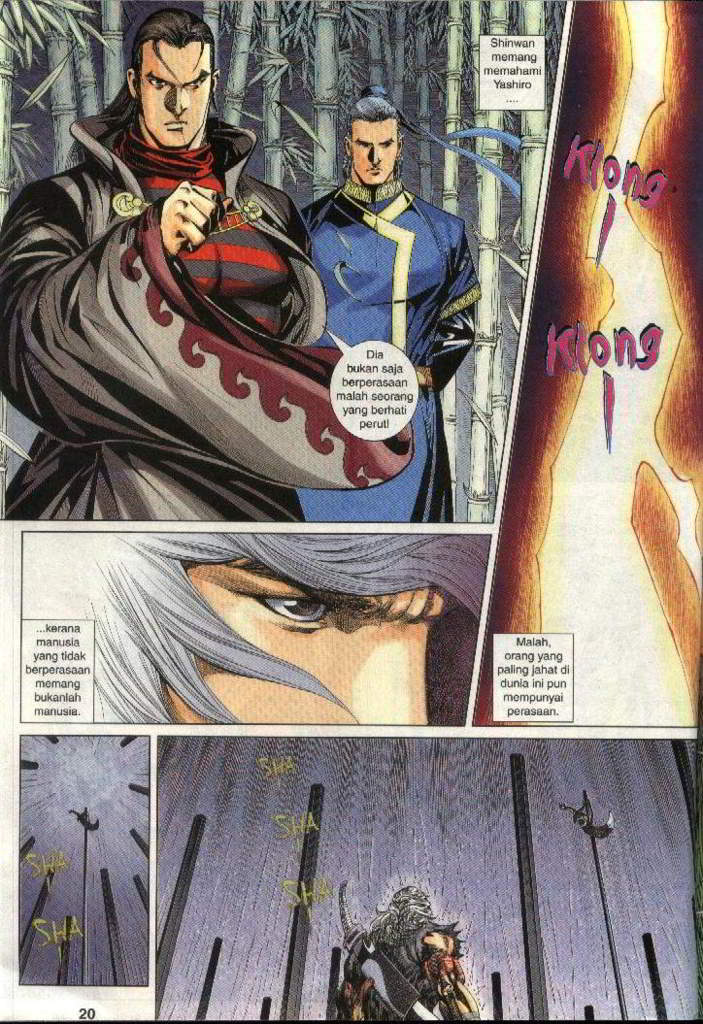 Shinwan
memang
memahami
Yashiro
....
Dia
bukan saja
berperasaan
malah seorang
yang berhati
perut!
Klong
!
Klong
!
...kerana
manusia
yang tidak
berperasaan
memang
bukanlah
manusia.
Malah,
orang yang
paling jahat di
dunia ini pun
mempunyai
perasaan.
SHA
SHA
SHA
SHA
SHA
20